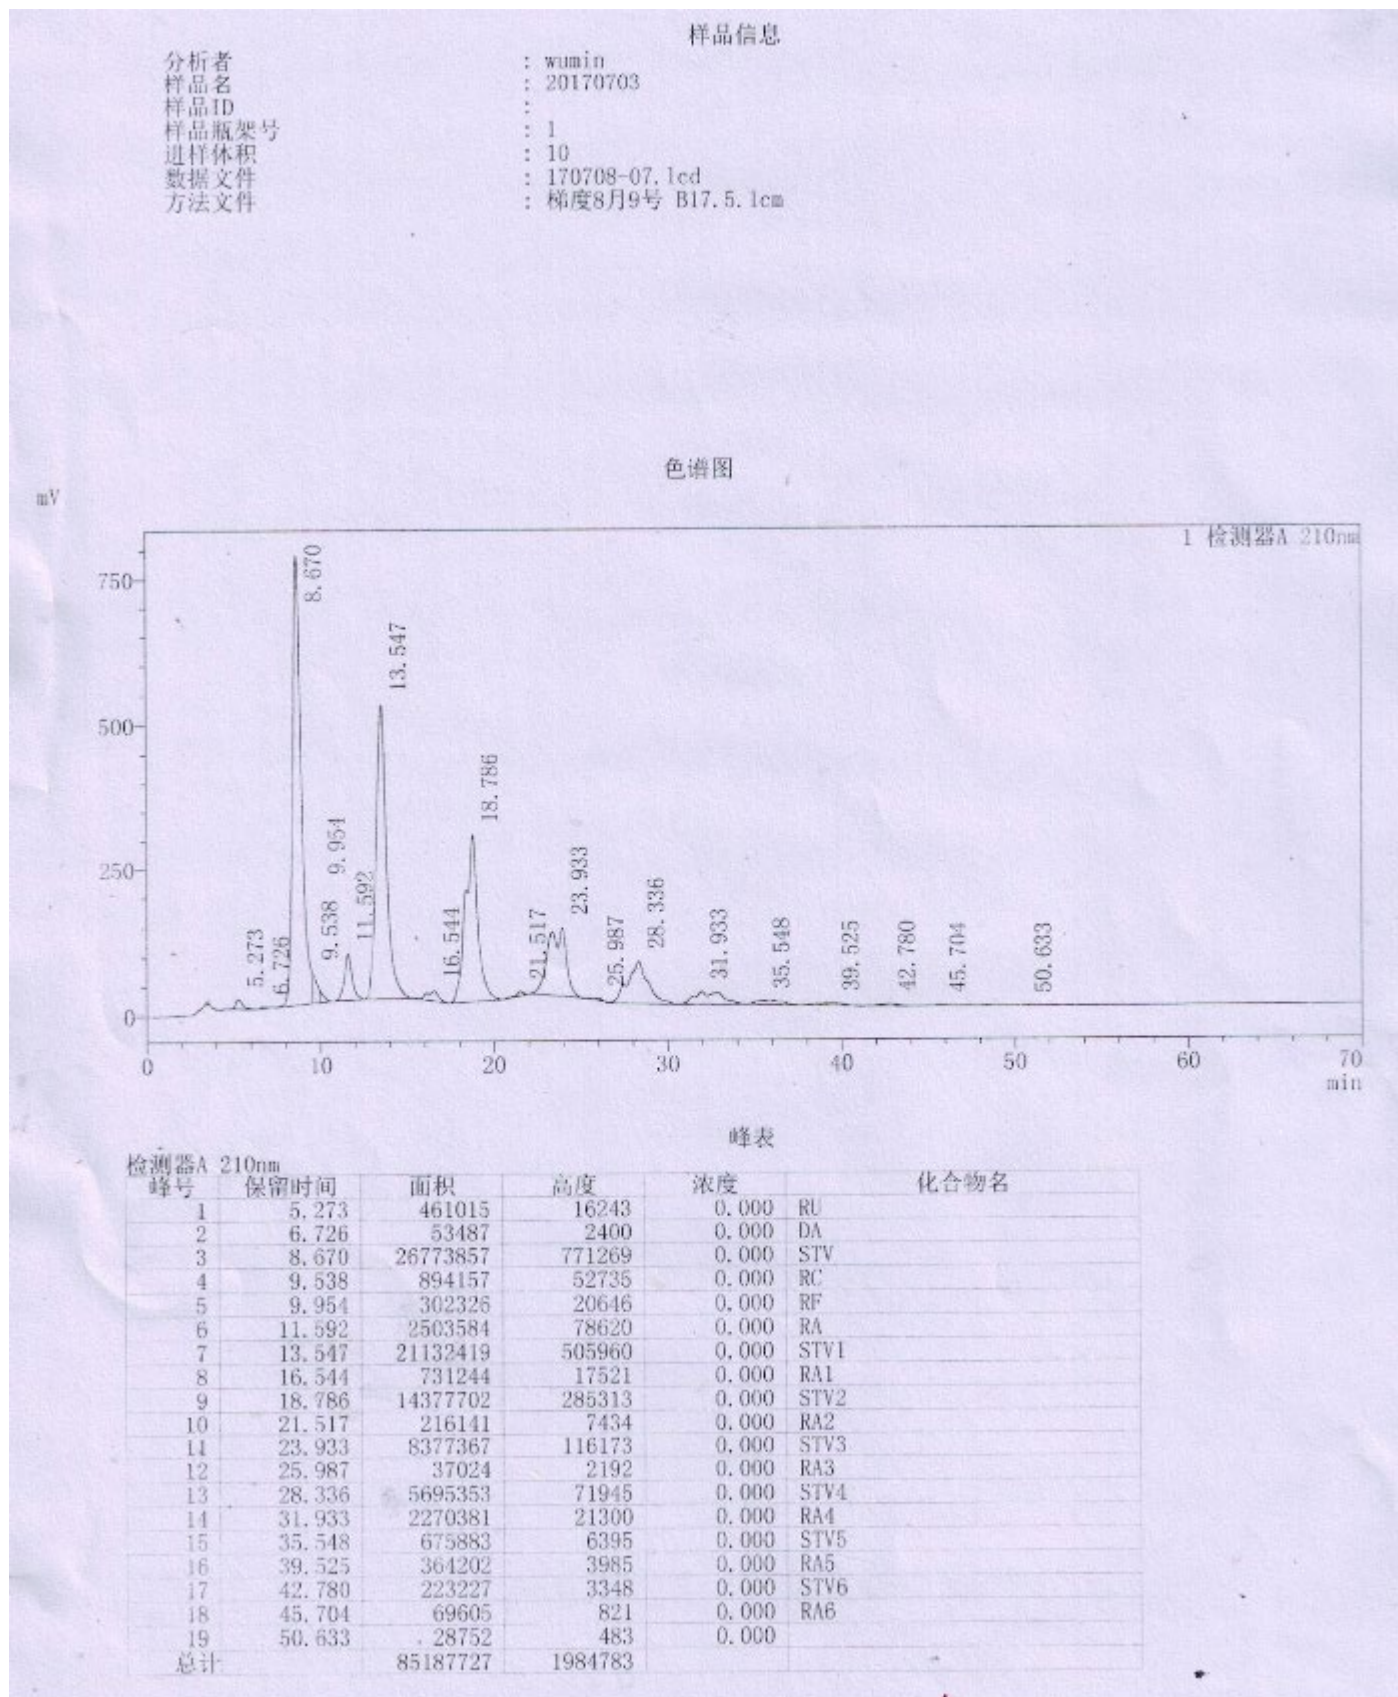 样品信息
分析者 : wumin
样品名 : 20170703
样品ID :
样品瓶架号 : 1
进样体积 : 10
数据文件 : 170708-07.lcd
方法文件 : 梯度8月9号 B17.5.lcm
色谱图
mV
1 检测器A 210nm
750
500
250
0
5.273
6.726
8.670
9.538
9.954
11.592
13.547
16.544
18.786
21.517
23.933
25.987
28.336
31.933
35.548
39.525
42.780
45.704
50.633
0 10 20 30 40 50 60 70
min
峰表
检测器A 210nm
峰号 保留时间 面积 高度 浓度 化合物名
1 5.273 461015 16243 0.000 RU
2 6.726 53487 2400 0.000 DA
3 8.670 26773857 771269 0.000 STV
4 9.538 894157 52735 0.000 RC
5 9.954 302326 20646 0.000 RF
6 11.592 2503584 78620 0.000 RA
7 13.547 21132419 505960 0.000 STV1
8 16.544 731244 17521 0.000 RA1
9 18.786 14377702 285313 0.000 STV2
10 21.517 216141 7434 0.000 RA2
11 23.933 8377367 116173 0.000 STV3
12 25.987 37024 2192 0.000 RA3
13 28.336 5695353 71945 0.000 STV4
14 31.933 2270381 21300 0.000 RA4
15 35.548 675883 6395 0.000 STV5
16 39.525 364202 3985 0.000 RA5
17 42.780 223227 3348 0.000 STV6
18 45.704 69605 821 0.000 RA6
19 50.633 28752 483 0.000
总计 85187727 1984783